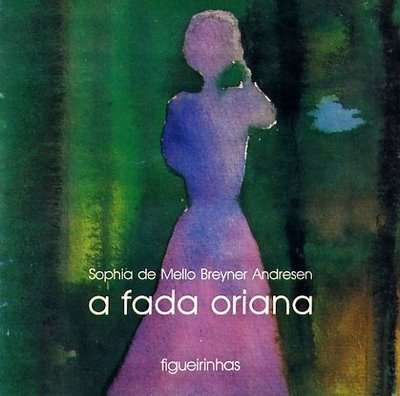 Sophia de Mello Breyner Andresen
a fada oriana
figueirinhas